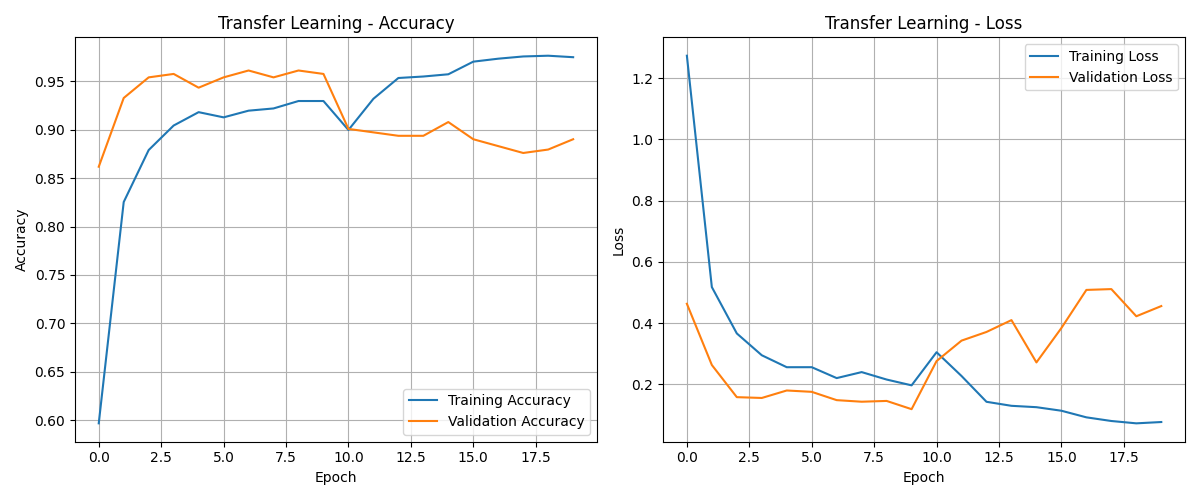 Transfer Learning - Accuracy
Accuracy
0.95
0.90
0.85
0.80
0.75
0.70
0.65
0.60
Training Accuracy
Validation Accuracy
0.0 2.5 5.0 7.5 10.0 12.5 15.0 17.5
Epoch
Transfer Learning - Loss
Loss
1.2
1.0
0.8
0.6
0.4
0.2
Training Loss
Validation Loss
0.0 2.5 5.0 7.5 10.0 12.5 15.0 17.5
Epoch